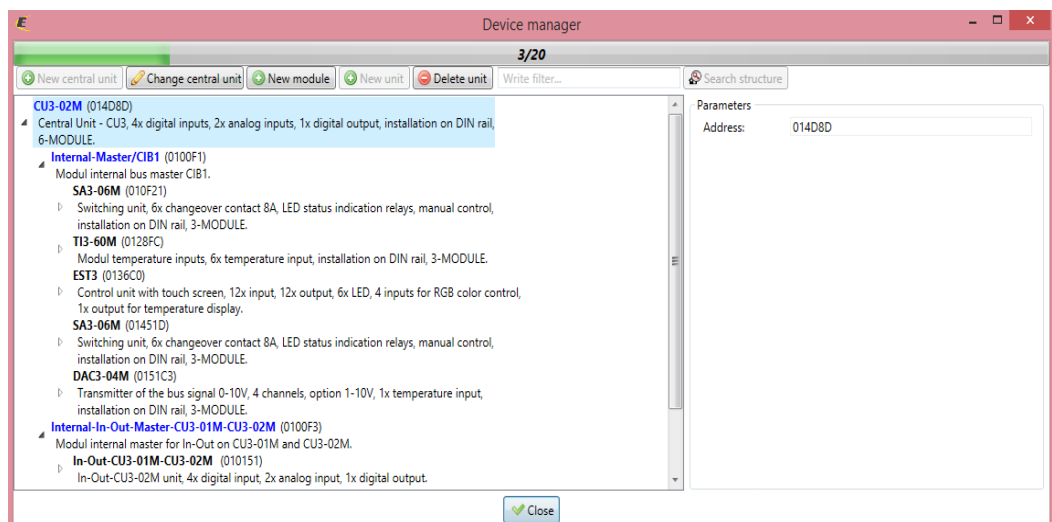 Device manager
3/20
New central unit Change central unit New module New unit Delete unit Write filter... Search structure
CU3-02M (014D8D)
Central Unit - CU3, 4x digital inputs, 2x analog inputs, 1x digital output, installation on DIN rail,
6-MODULE.
Internal-Master/CIB1 (0100F1)
Modul internal bus master CIB1.
SA3-06M (010F21)
Switching unit, 6x changeover contact 8A, LED status indication relays, manual control,
installation on DIN rail, 3-MODULE.
TI3-60M (0128FC)
Modul temperature inputs, 6x temperature input, installation on DIN rail, 3-MODULE.
EST3 (0136C0)
Control unit with touch screen, 12x input, 12x output, 6x LED, 4 inputs for RGB color control,
1x output for temperature display.
SA3-06M (01451D)
Switching unit, 6x changeover contact 8A, LED status indication relays, manual control,
installation on DIN rail, 3-MODULE.
DAC3-04M (0151C3)
Transmitter of the bus signal 0-10V, 4 channels, option 1-10V, 1x temperature input,
installation on DIN rail, 3-MODULE.
Internal-In-Out-Master-CU3-01M-CU3-02M (0100F3)
Modul internal master for In-Out on CU3-01M and CU3-02M.
In-Out-CU3-01M-CU3-02M (010151)
In-Out-CU3-02M unit, 4x digital input, 2x analog input, 1x digital output.
Parameters
Address: 014D8D
Close